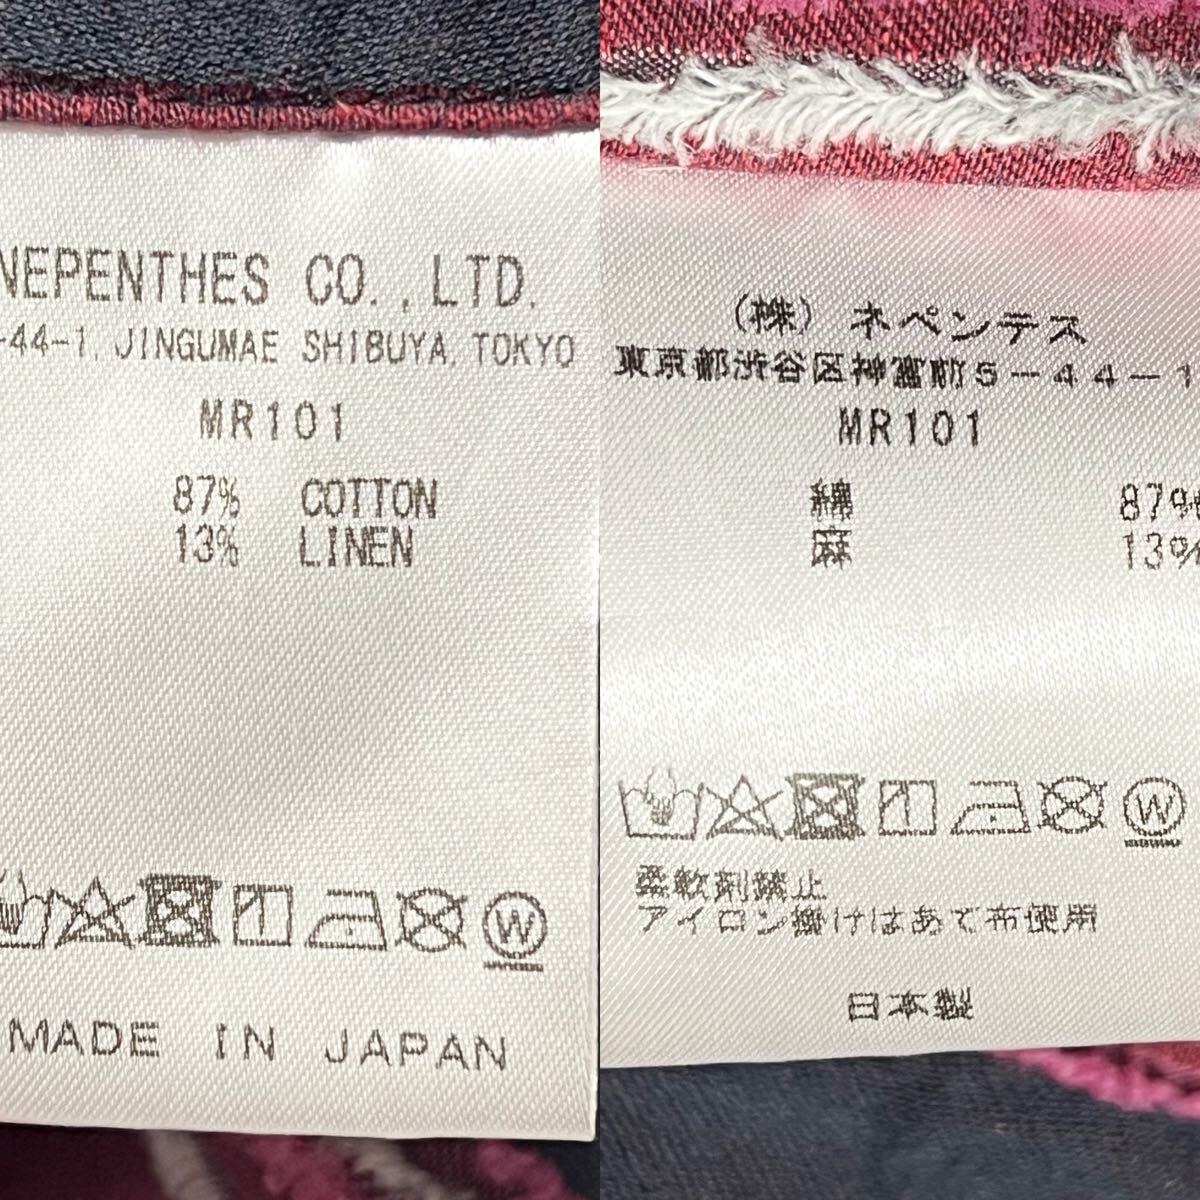 NEPENTHES CO.,LTD.
-44-1, JINGUMAE SHIBUYA, TOKYO
MR101
87% COTTON
13% LINEN
W
MADE IN JAPAN
(株) ネペンテス
東京都渋谷区神宮前5-44-1
MR101
綿 87%
麻 13%
W
柔軟剤禁止
アイロン掛けはあて布使用
日本製